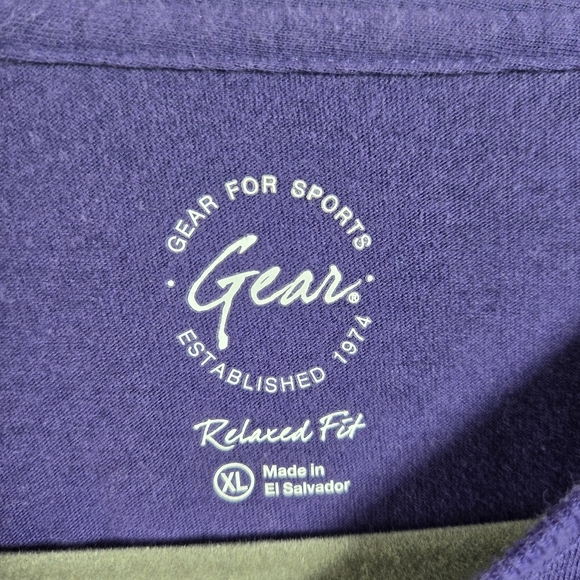 GEAR FOR SPORTS
Gear®
ESTABLISHED 1974
Relaxed Fit
XL
Made in
El Salvador